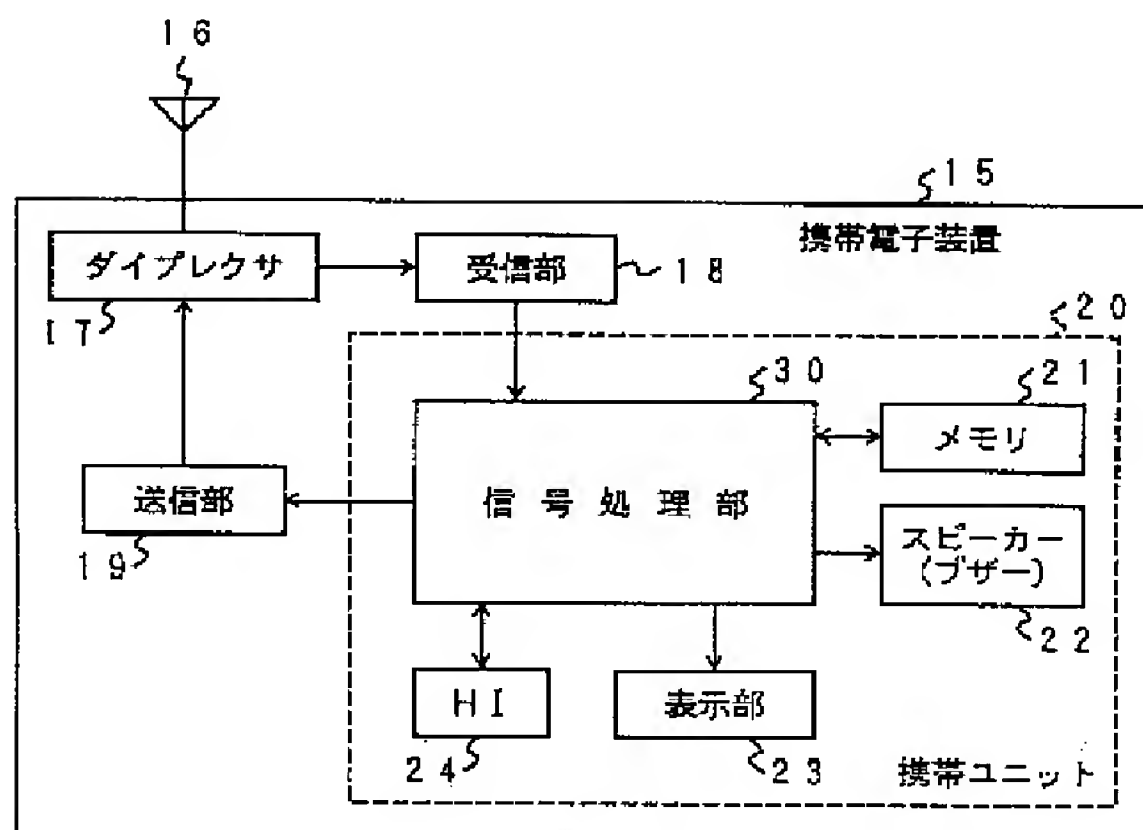 16
15
携帯電子装置
ダイプレクサ
受信部
18
17
20
30
21
メモリ
信号処理部
送信部
19
スピーカー
(ブザー)
22
HI
表示部
24
23
携帯ユニット